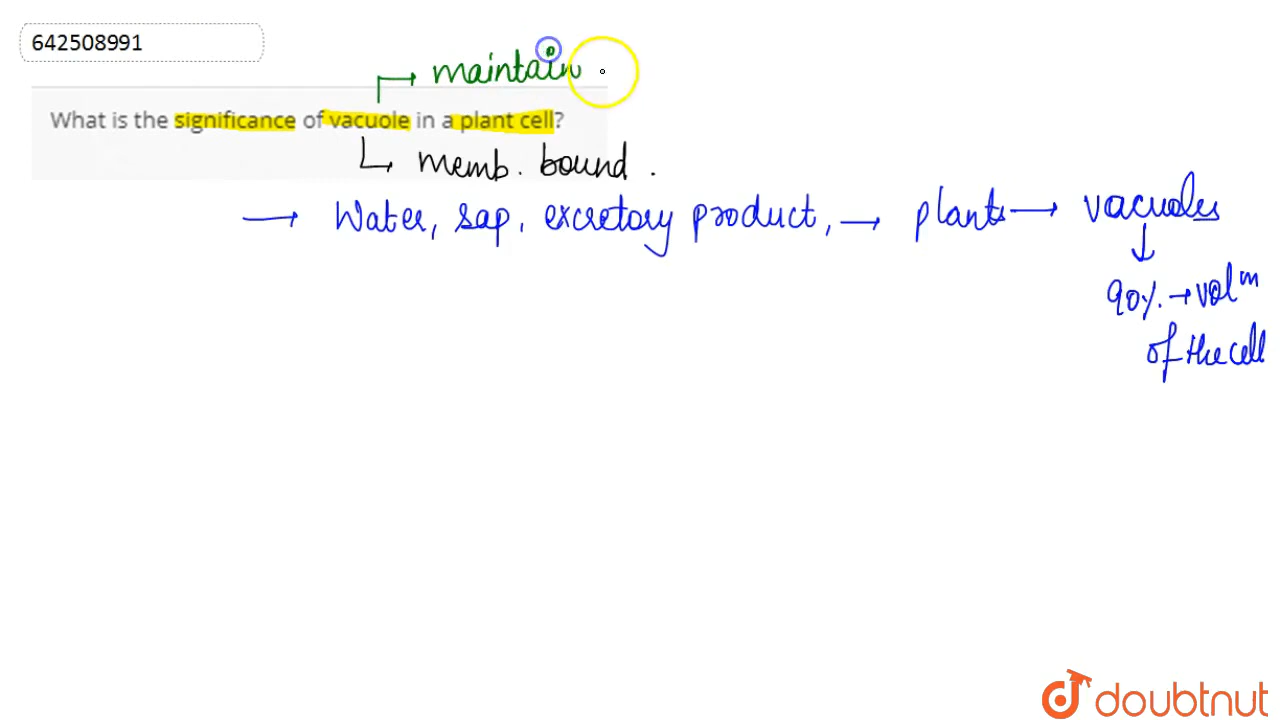 642508991
maintain
What is the significance of vacuole in a plant cell?
memb. bound.
Water, sap, excretory product, → plants → vacuoles
90% → volm
of the cell
doubtnut